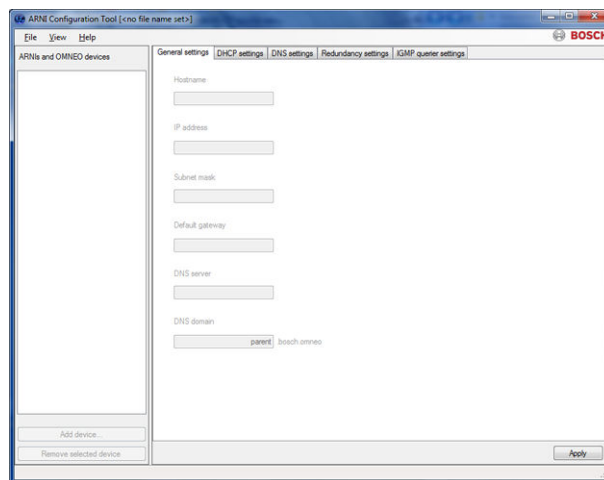 ARNI Configuration Tool [<no file name set>]
File View Help
BOSCH
ARNIs and OMNEO devices
General settings DHCP settings DNS settings Redundancy settings IGMP querier settings
Hostname
IP address
Subnet mask
Default gateway
DNS server
DNS domain
parent bosch.omneo
Add device...
Remove selected device
Apply